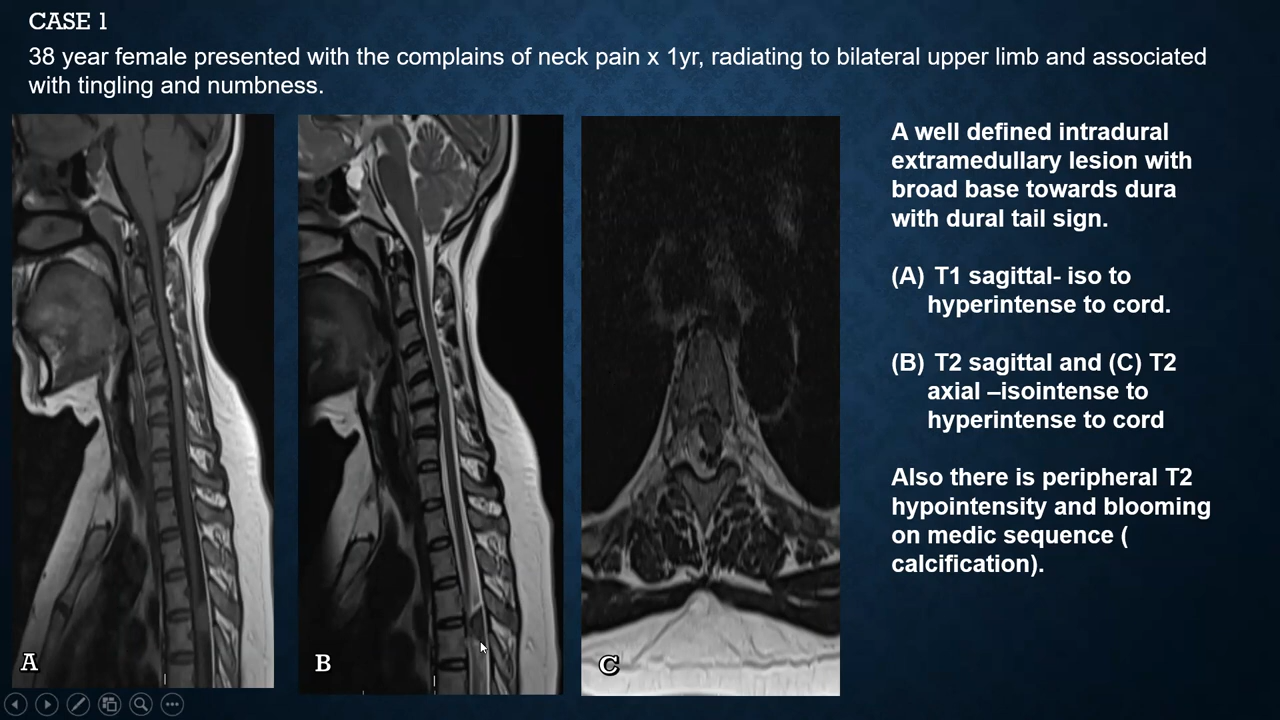 CASE 1
38 year female presented with the complains of neck pain x 1yr, radiating to bilateral upper limb and associated
with tingling and numbness.
A well defined intradural
extramedullary lesion with
broad base towards dura
with dural tail sign.
(A) T1 sagittal- iso to
hyperintense to cord.
(B) T2 sagittal and (C) T2
axial –isointense to
hyperintense to cord
Also there is peripheral T2
hypointensity and blooming
on medic sequence (
calcification).
A
B
C